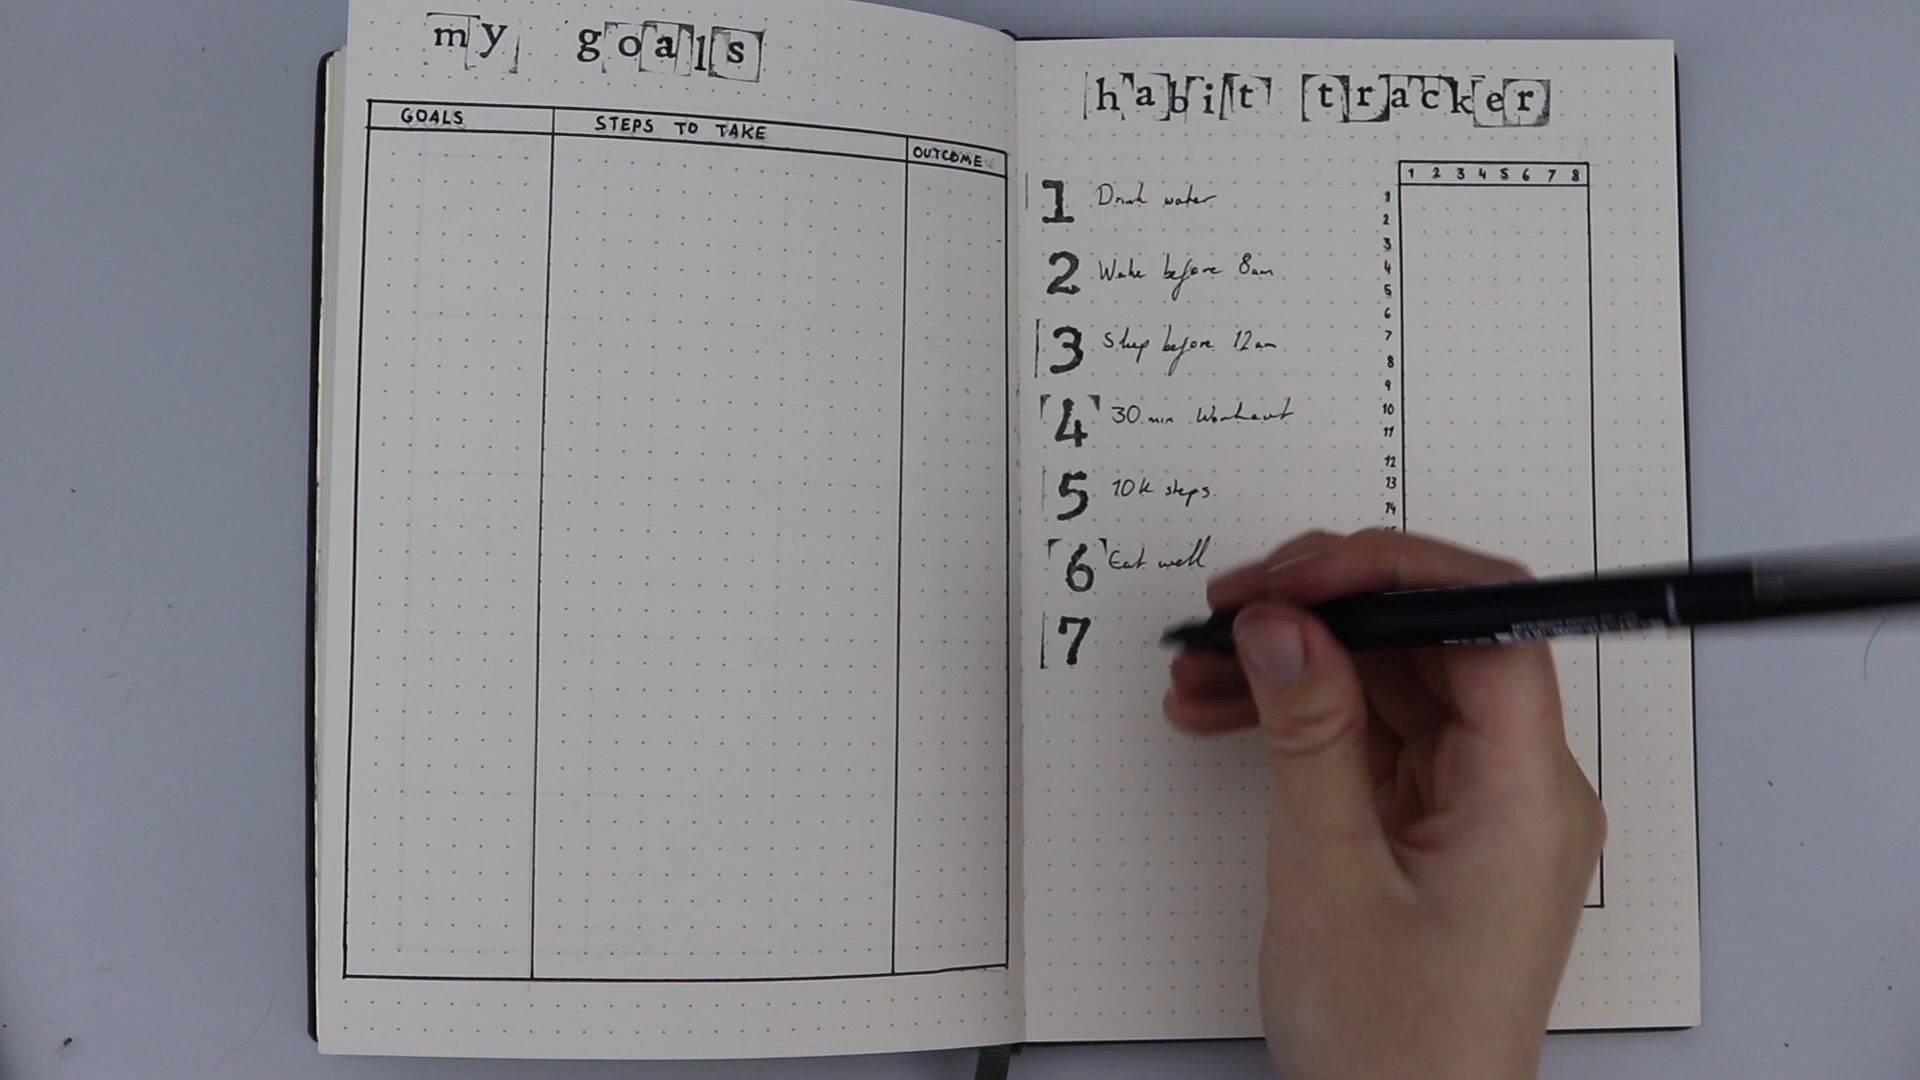 my goals
GOALS STEPS TO TAKE OUTCOME
habit tracker
1 2 3 4 5 6 7 8
1 Drink water
2 Wake before 8am
3 Sleep before 12am
4 30 min Workout
5 10k steps
6 Eat well
7
1
2
3
4
5
6
7
8
9
10
11
12
13
14